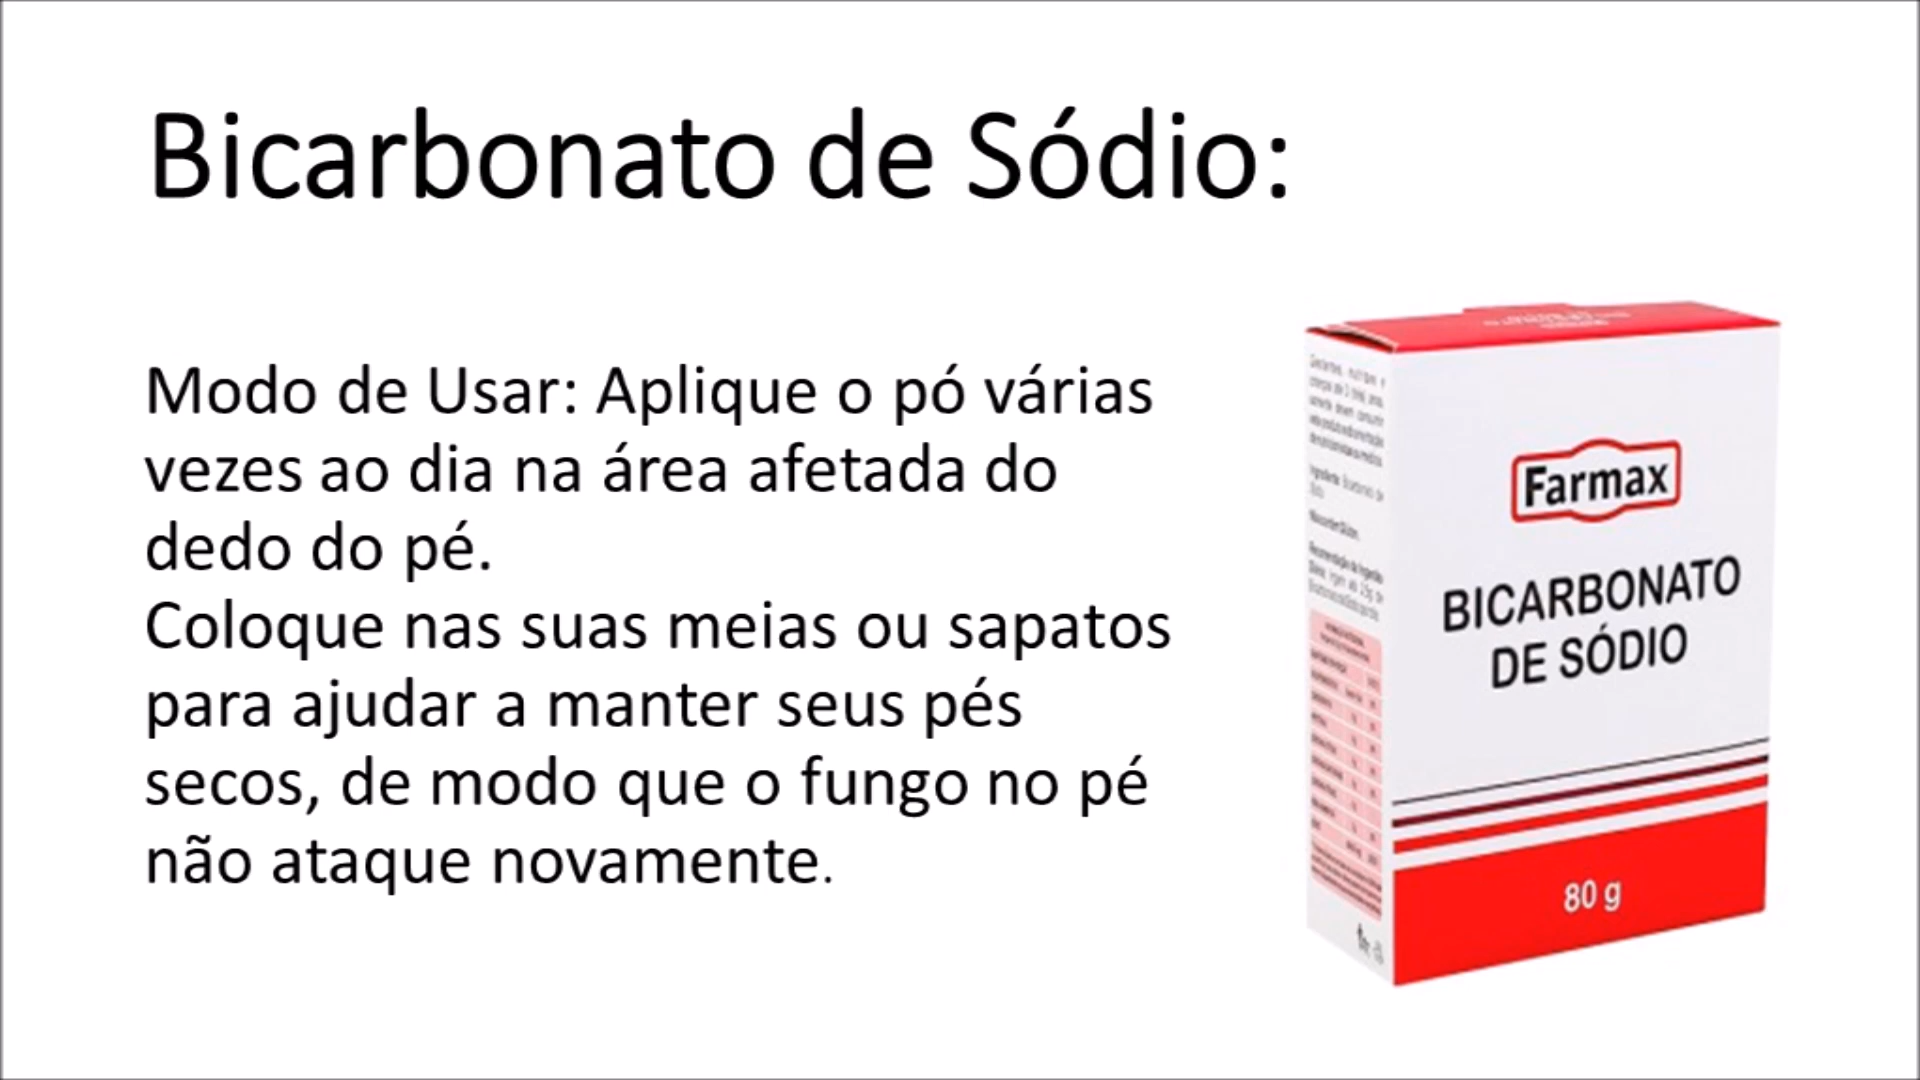 Bicarbonato de Sódio:
Modo de Usar: Aplique o pó várias
vezes ao dia na área afetada do
dedo do pé.
Coloque nas suas meias ou sapatos
para ajudar a manter seus pés
secos, de modo que o fungo no pé
não ataque novamente.
Farmax
BICARBONATO
DE SÓDIO
80 g